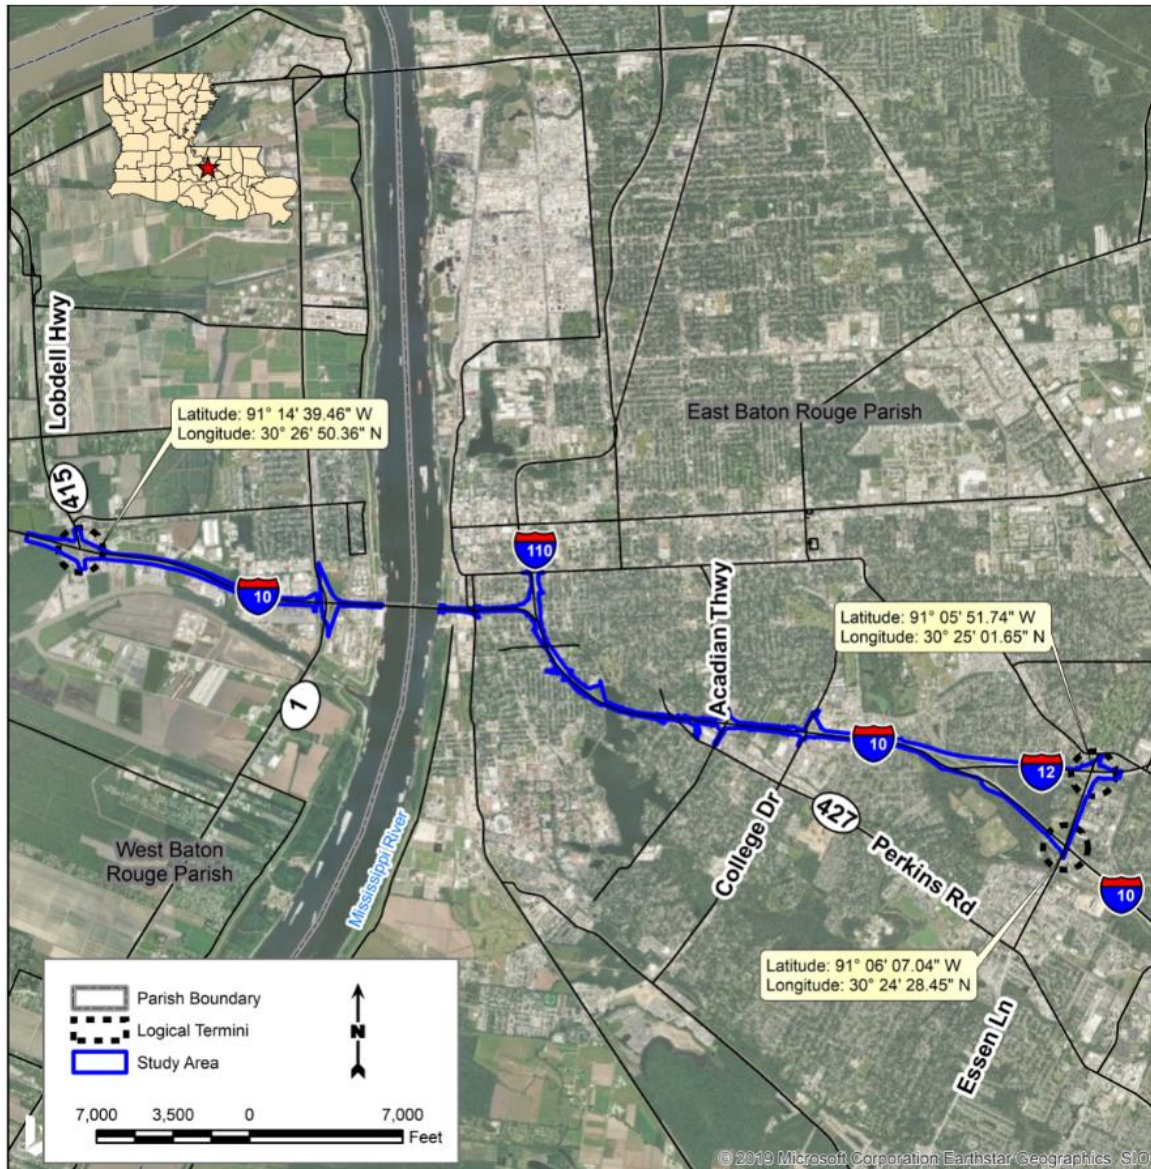 Lobdell Hwy
Latitude: 91° 14' 39.46" W
Longitude: 30° 26' 50.36" N
East Baton Rouge Parish
415
110
10
Acadian Thwy
Latitude: 91° 05' 51.74" W
Longitude: 30° 25' 01.65" N
1
10
12
College Dr
427
Perkins Rd
10
West Baton
Rouge Parish
Mississippi River
Latitude: 91° 06' 07.04" W
Longitude: 30° 24' 28.45" N
Essen Ln
Parish Boundary
Logical Termini
Study Area
N
7,000 3,500 0 7,000
Feet
© 2019 Microsoft Corporation Earthstar Geographics SIO